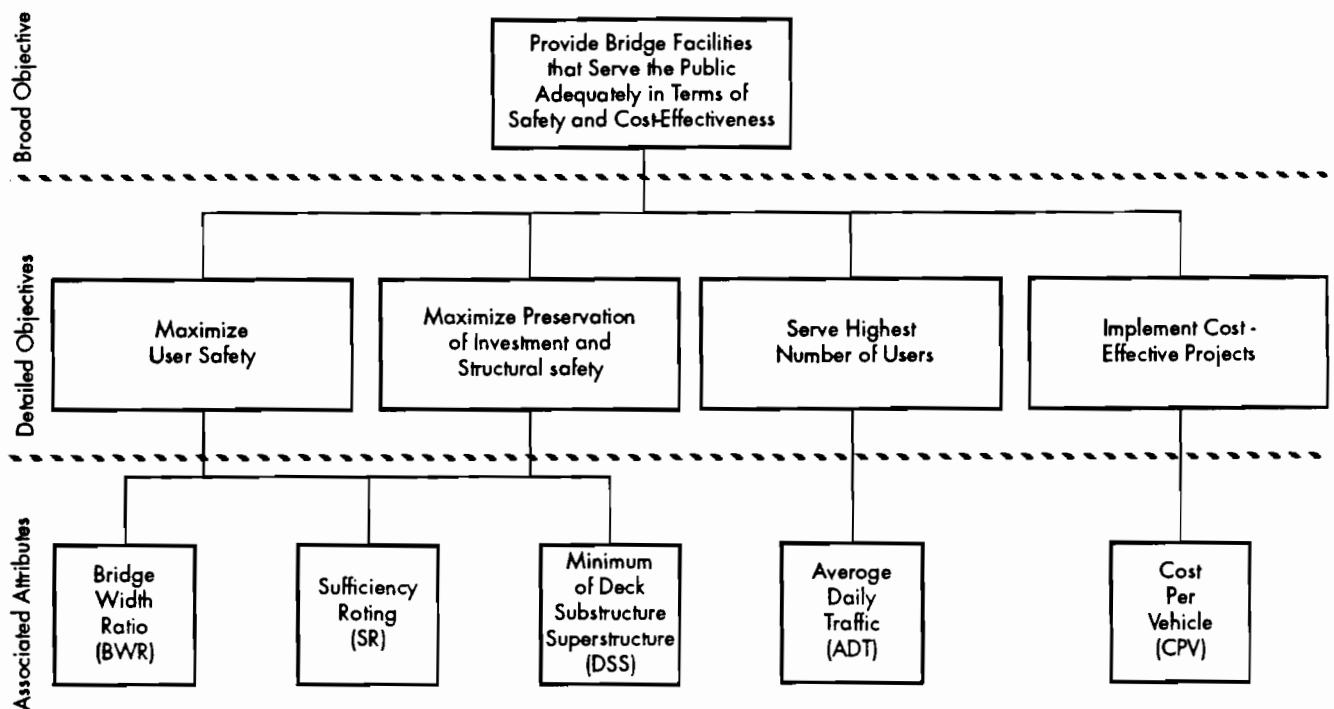 Broad Objective
Provide Bridge Facilities
that Serve the Public
Adequately in Terms of
Safety and Cost-Effectiveness
Detailed Objectives
Maximize
User Safety
Maximize Preservation
of Investment and
Structural safety
Serve Highest
Number of Users
Implement Cost -
Effective Projects
Associated Attributes
Bridge
Width
Ratio
(BWR)
Sufficiency
Roting
(SR)
Minimum
of Deck
Substructure
Superstructure
(DSS)
Averoge
Daily
Traffic
(ADT)
Cost
Per
Vehicle
(CPV)